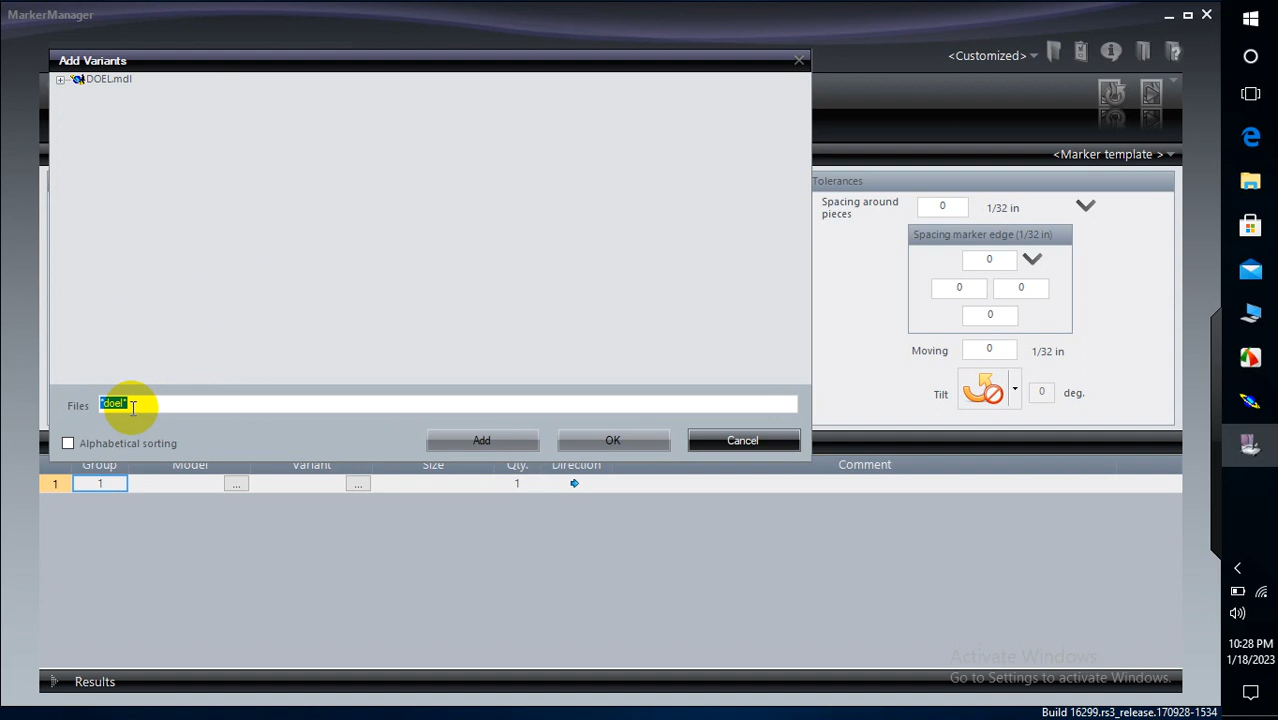 MarkerManager
<Customized>
Add Variants
DOEL.mdl
<Marker template >
Tolerances
Spacing around pieces 0 1/32 in
Spacing marker edge (1/32 in)
0
0 0
0
Moving 0 1/32 in
Tilt 0 deg.
Files *doel*
Alphabetical sorting Add OK Cancel
Group Model Variant Size Qty. Direction Comment
1 1 ... ... 1
Results
Activate Windows
Go to Settings to activate Windows.
10:28 PM
1/18/2023
Build 16299.rs3_release.170928-1534